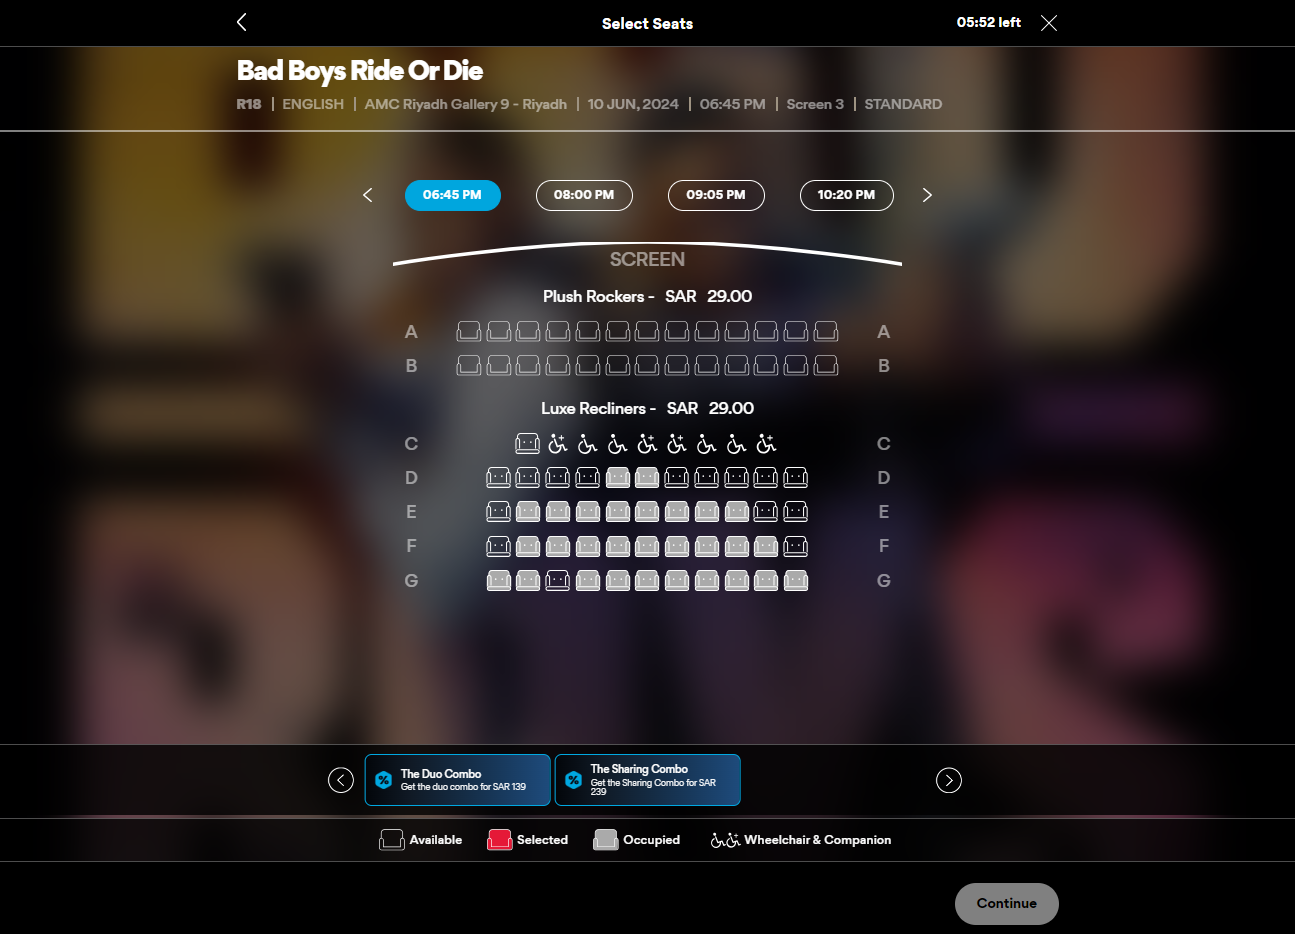 Select Seats
05:52 left
Bad Boys Ride Or Die
R18 | ENGLISH | AMC Riyadh Gallery 9 - Riyadh | 10 JUN, 2024 | 06:45 PM | Screen 3 | STANDARD
06:45 PM
08:00 PM
09:05 PM
10:20 PM
SCREEN
Plush Rockers - SAR 29.00
A A
B B
Luxe Recliners - SAR 29.00
C C
D D
E E
F F
G G
The Duo Combo
Get the duo combo for SAR 139
The Sharing Combo
Get the Sharing Combo for SAR
239
Available
Selected
Occupied
Wheelchair & Companion
Continue